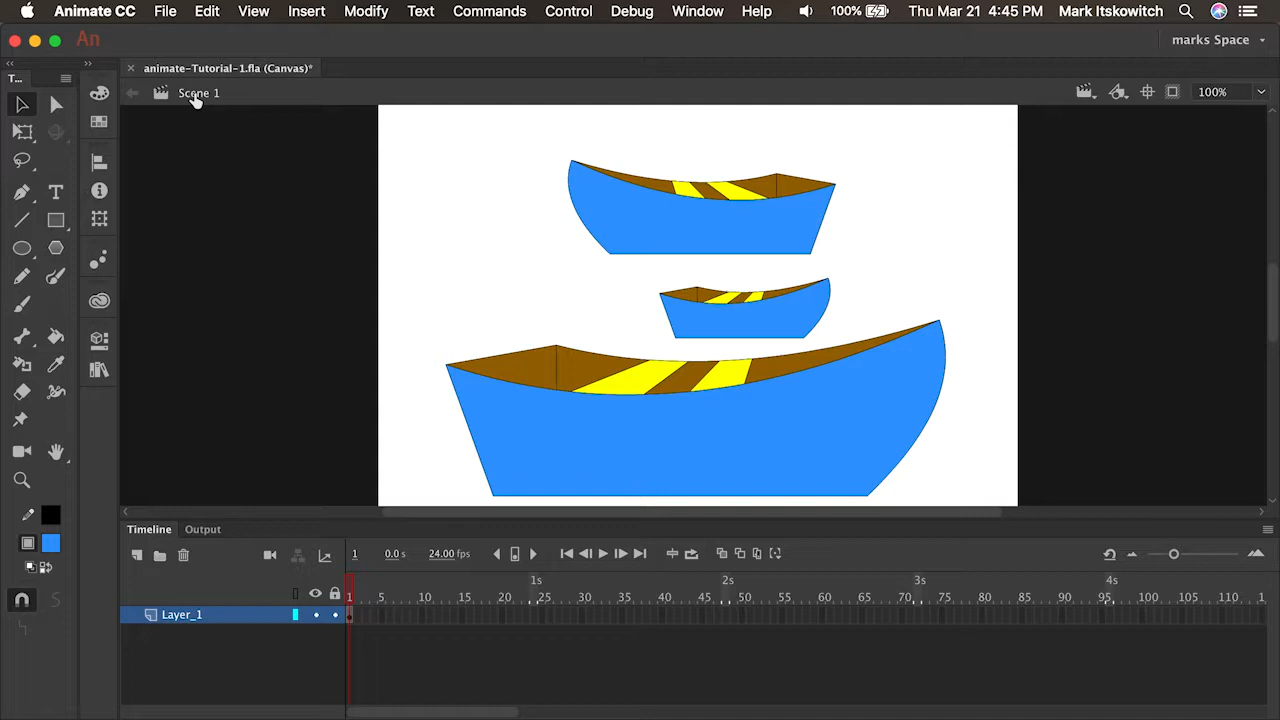 Animate CC File Edit View Insert Modify Text Commands Control Debug Window Help 100% Thu Mar 21 4:45 PM Mark Itskowitch
An marks Space
T... animate-Tutorial-1.fla (Canvas)*
Scene 1 100%
Timeline Output
1 0.0 s 24.00 fps
1s 2s 3s 4s
1 5 10 15 20 25 30 35 40 45 50 55 60 65 70 75 80 85 90 95 100 105 110 1
Layer_1